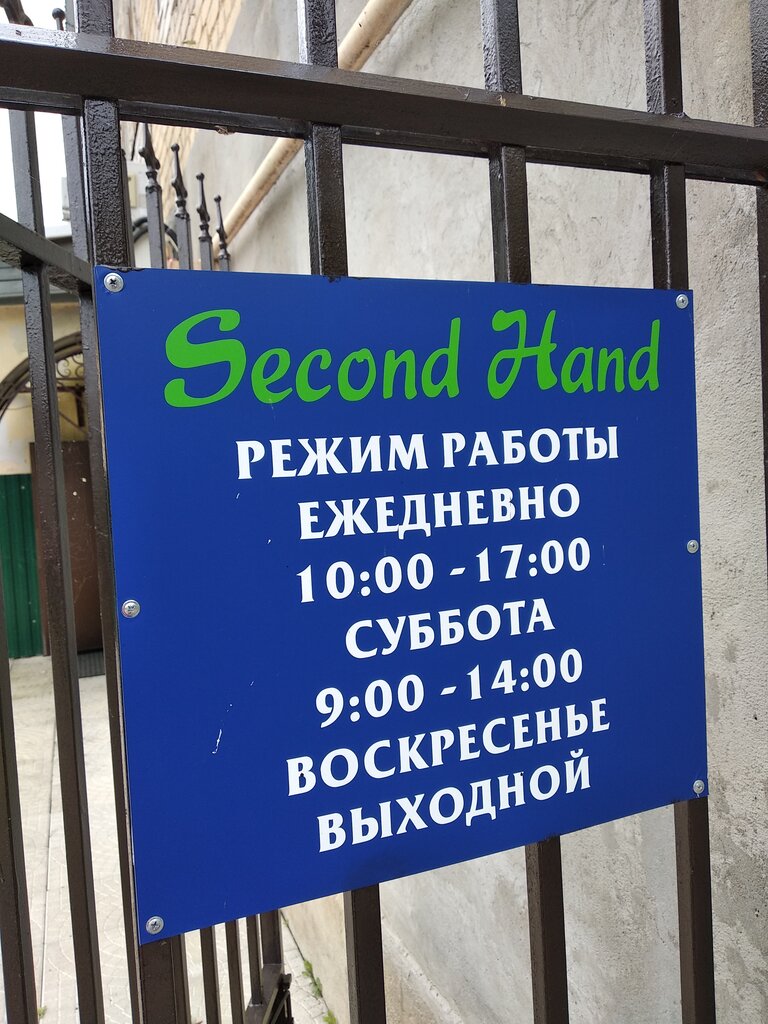 Second Hand
РЕЖИМ РАБОТЫ
ЕЖЕДНЕВНО
10:00 - 17:00
СУББОТА
9:00 - 14:00
ВОСКРЕСЕНЬЕ
ВЫХОДНОЙ